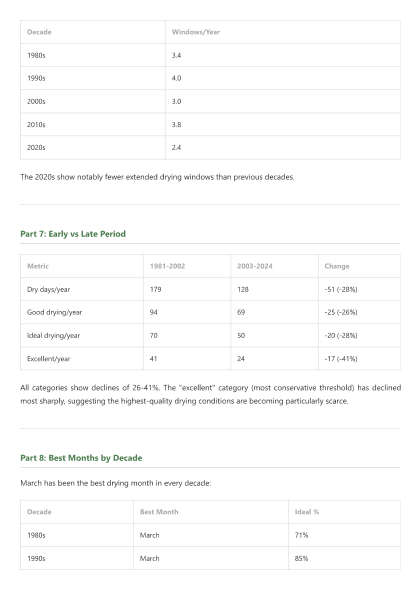 Decade Windows/Year
1980s 3.4
1990s 4.0
2000s 3.0
2010s 3.8
2020s 2.4
The 2020s show notably fewer extended drying windows than previous decades.
Part 7: Early vs Late Period
Metric 1981-2002 2003-2024 Change
Dry days/year 179 128 -51 (-28%)
Good drying/year 94 69 -25 (-26%)
Ideal drying/year 70 50 -20 (-28%)
Excellent/year 41 24 -17 (-41%)
All categories show declines of 26-41%. The "excellent" category (most conservative threshold) has declined
most sharply, suggesting the highest-quality drying conditions are becoming particularly scarce.
Part 8: Best Months by Decade
March has been the best drying month in every decade:
Decade Best Month Ideal %
1980s March 71%
1990s March 85%